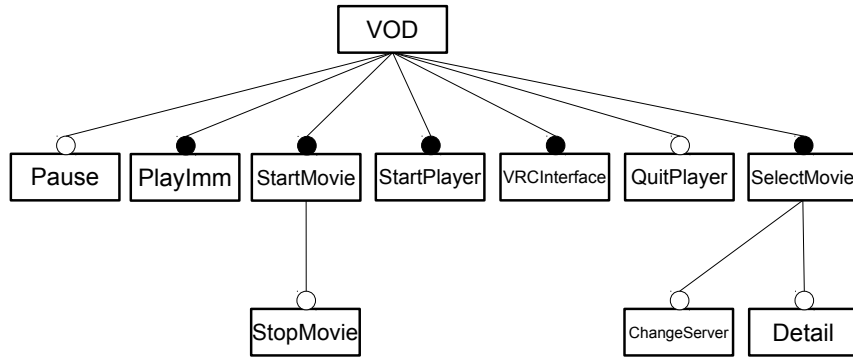 VOD
Pause PlayImm StartMovie StartPlayer VRCInterface QuitPlayer SelectMovie
StopMovie ChangeServer Detail